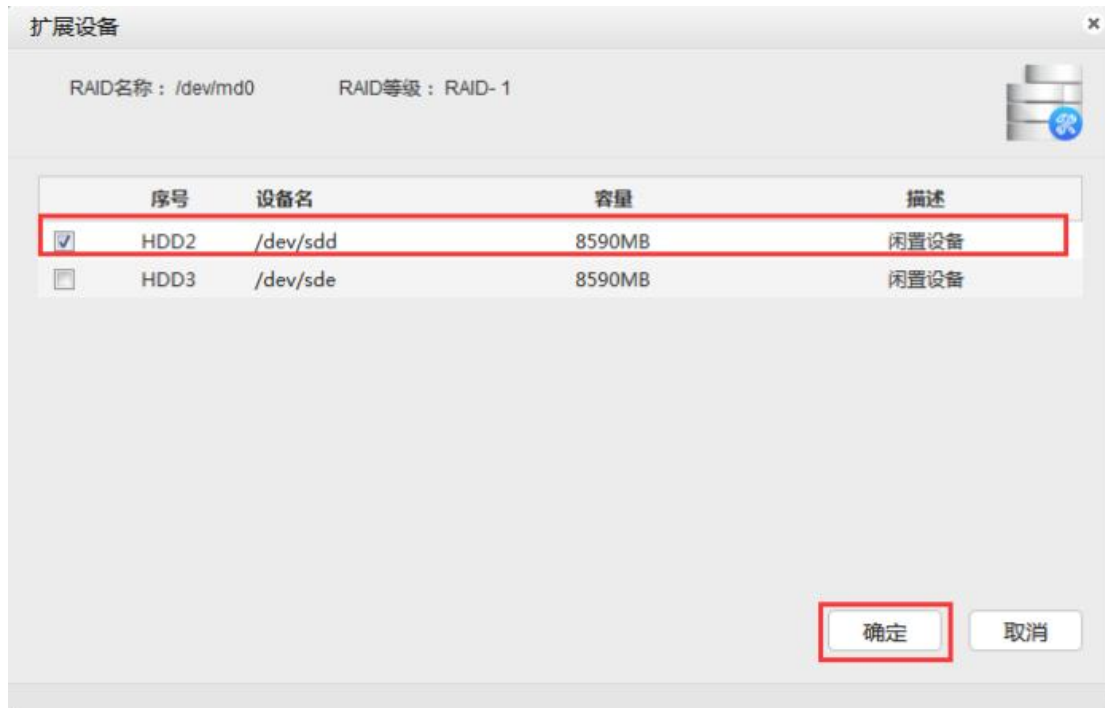 扩展设备
RAID名称： /dev/md0 RAID等级： RAID- 1
序号 设备名 容量 描述
HDD2 /dev/sdd 8590MB 闲置设备
HDD3 /dev/sde 8590MB 闲置设备
确定 取消